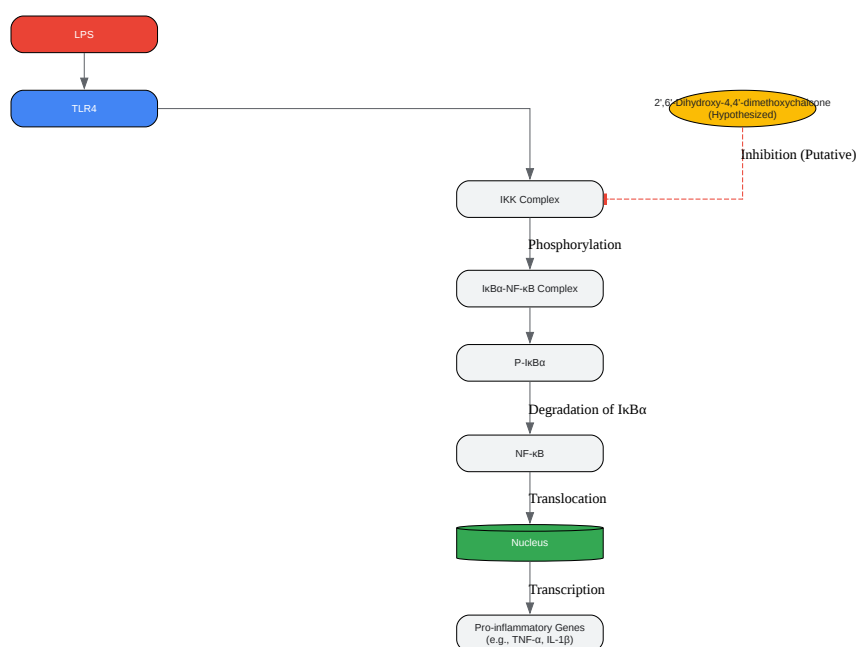 LPS
TLR4
2',6'-Dihydroxy-4,4'-dimethoxychalcone
(Hypothesized)
Inhibition (Putative)
IKK Complex
Phosphorylation
IκBα-NF-κB Complex
P-IκBα
Degradation of IκBα
NF-κB
Translocation
Nucleus
Transcription
Pro-inflammatory Genes
(e.g., TNF-α, IL-1β)